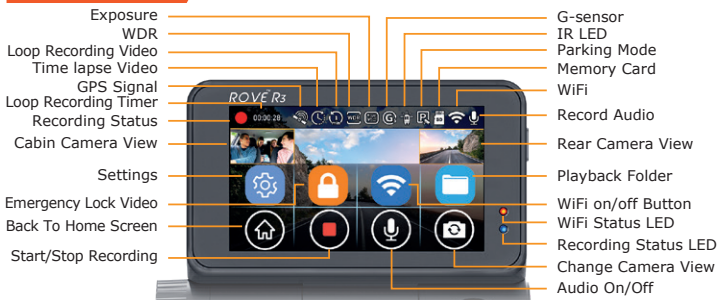 Exposure
WDR
Loop Recording Video
Time lapse Video
GPS Signal
Loop Recording Timer
Recording Status
Cabin Camera View
Settings
Emergency Lock Video
Back To Home Screen
Start/Stop Recording
ROVE R3
00:00:28
WDR
G
P
G-sensor
IR LED
Parking Mode
Memory Card
WiFi
Record Audio
Rear Camera View
Playback Folder
WiFi on/off Button
WiFi Status LED
Recording Status LED
Change Camera View
Audio On/Off